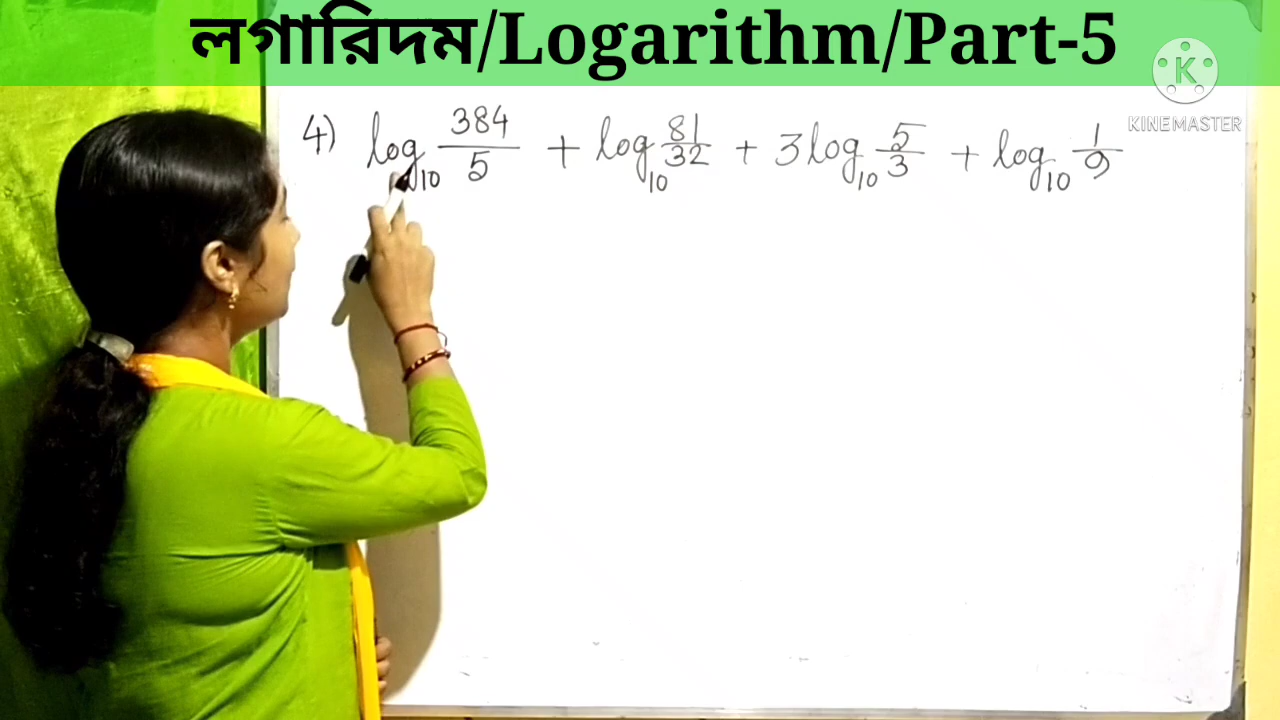 লগারিদম/Logarithm/Part-5
KINEMASTER
4) log₁₀ 384/5 + log₁₀ 81/32 + 3log₁₀ 5/3 + log₁₀ 1/9